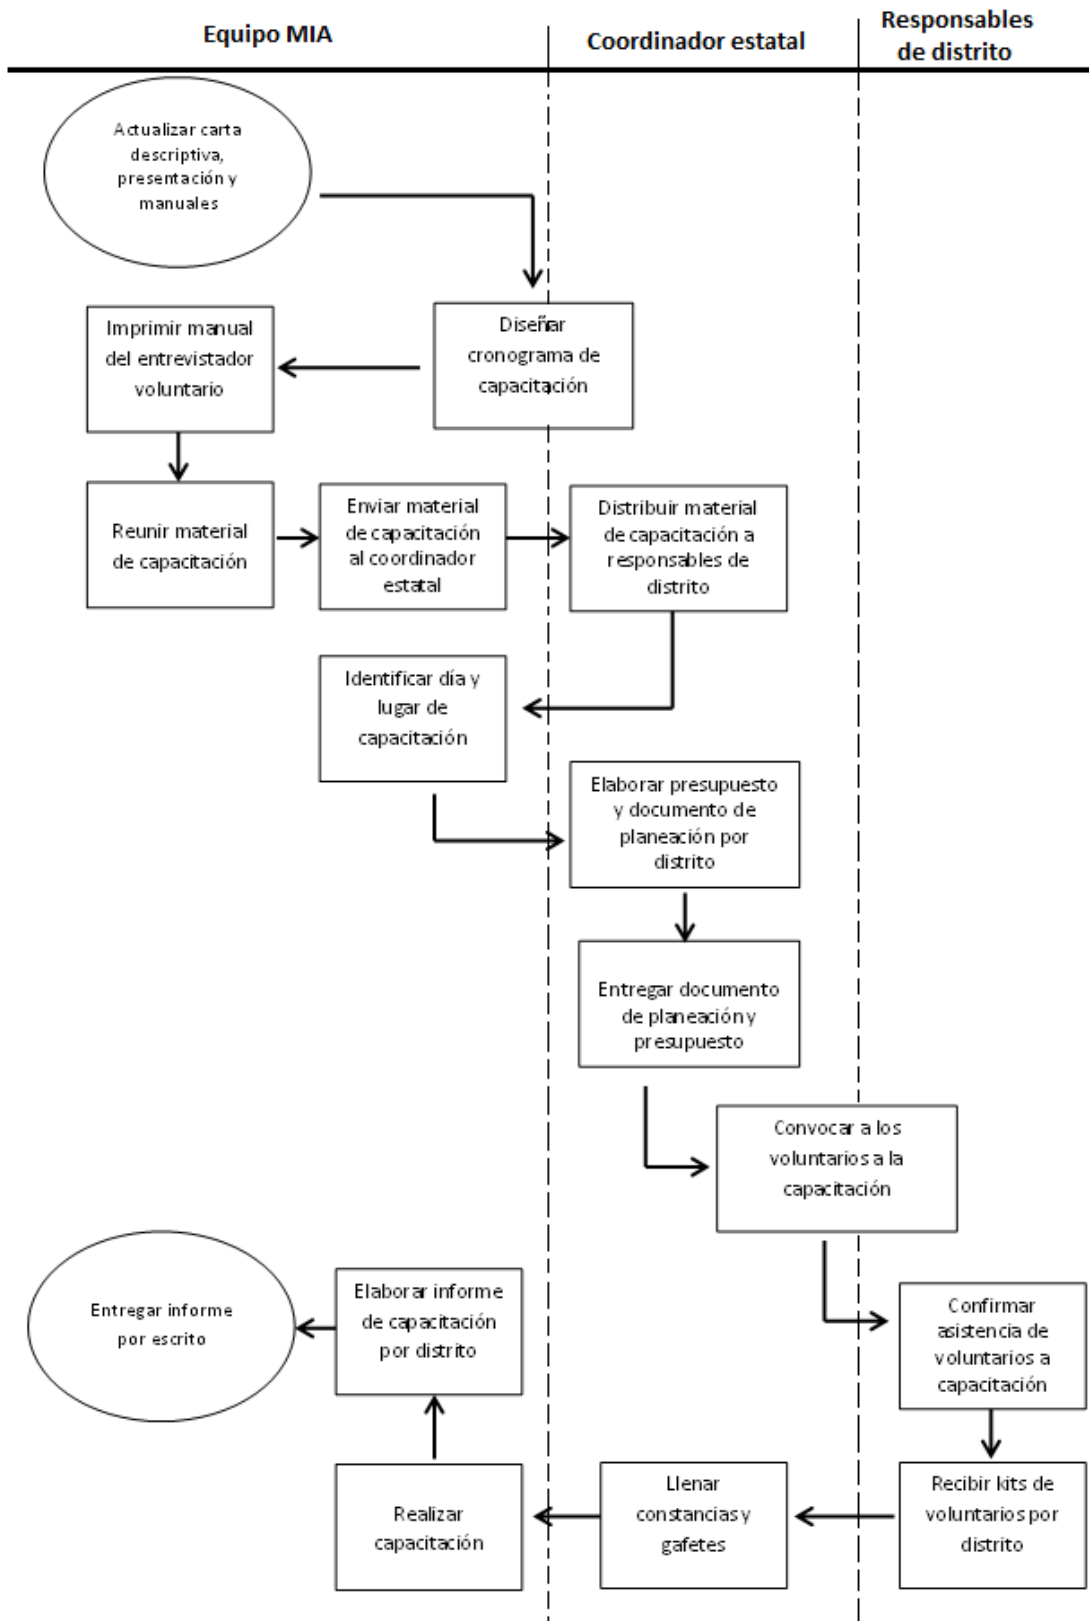 Equipo MIA
Coordinador estatal
Responsables
de distrito
Actualizar carta
descriptiva,
presentación y
manuales
Diseñar
cronograma de
capacitación
Imprimir manual
del entrevistador
voluntario
Reunir material
de capacitación
Enviar material
de capacitación
al coordinador
estatal
Distribuir material
de capacitación a
responsables de
distrito
Identificar día y
lugar de
capacitación
Elaborar presupuesto
y documento de
planeación por
distrito
Entregar documento
de planeación y
presupuesto
Convocar a los
voluntarios a la
capacitación
Confirmar
asistencia de
voluntarios a
capacitación
Recibir kits de
voluntarios por
distrito
Llenar
constancias y
gafetes
Realizar
capacitación
Elaborar informe
de capacitación
por distrito
Entregar informe
por escrito